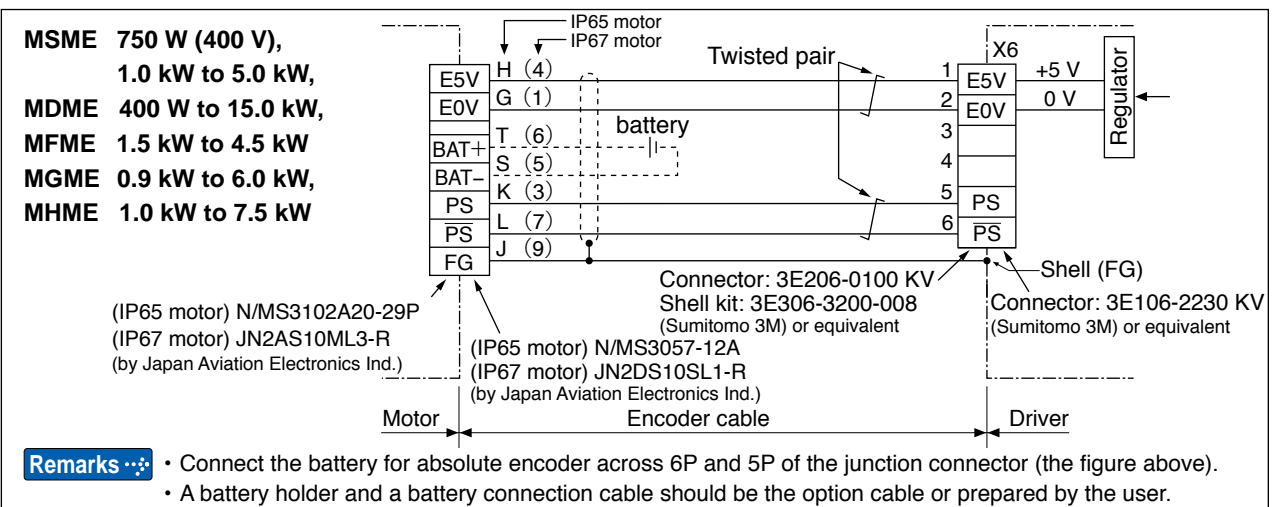 MSME 750 W (400 V),
1.0 kW to 5.0 kW,
MDME 400 W to 15.0 kW,
MFME 1.5 kW to 4.5 kW
MGME 0.9 kW to 6.0 kW,
MHME 1.0 kW to 7.5 kW
IP65 motor
IP67 motor
Twisted pair
X6
E5V H (4) 1 E5V +5 V
E0V G (1) 2 E0V 0 V
Regulator
T (6) battery 3
BAT+
S (5) 4
BAT−
K (3) 5
PS PS
L (7) 6
PS PS
J (9)
FG
Shell (FG)
Connector: 3E206-0100 KV
Shell kit: 3E306-3200-008
(Sumitomo 3M) or equivalent
Connector: 3E106-2230 KV
(Sumitomo 3M) or equivalent
(IP65 motor) N/MS3102A20-29P
(IP67 motor) JN2AS10ML3-R
(by Japan Aviation Electronics Ind.)
(IP65 motor) N/MS3057-12A
(IP67 motor) JN2DS10SL1-R
(by Japan Aviation Electronics Ind.)
Motor Encoder cable Driver
Remarks ・Connect the battery for absolute encoder across 6P and 5P of the junction connector (the figure above).
・A battery holder and a battery connection cable should be the option cable or prepared by the user.